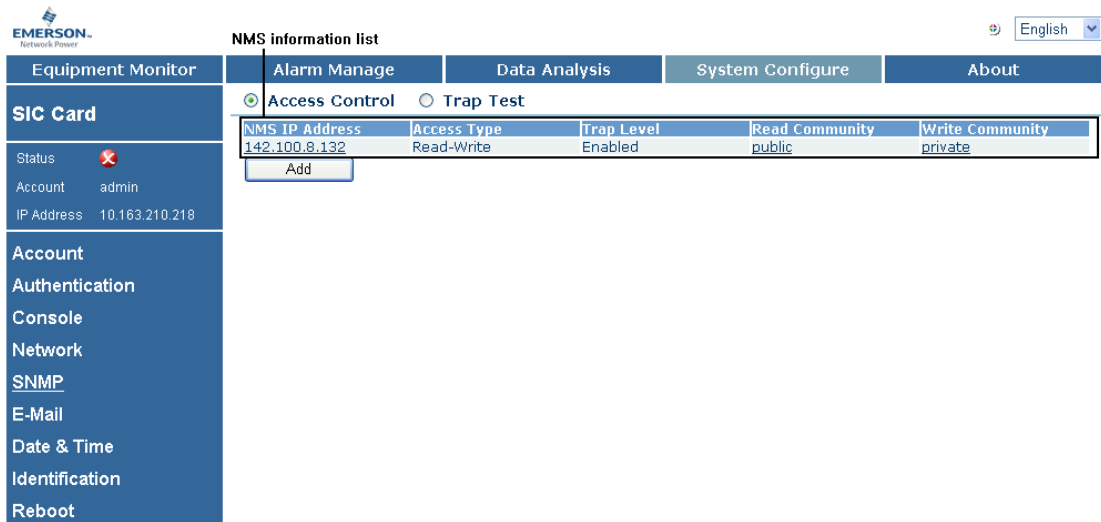 EMERSON™
Network Power
NMS information list
English
Equipment Monitor
Alarm Manage
Data Analysis
System Configure
About
SIC Card
Access Control
Trap Test
NMS IP Address Access Type Trap Level Read Community Write Community
142.100.8.132 Read-Write Enabled public private
Add
Status
Account admin
IP Address 10.163.210.218
Account
Authentication
Console
Network
SNMP
E-Mail
Date & Time
Identification
Reboot